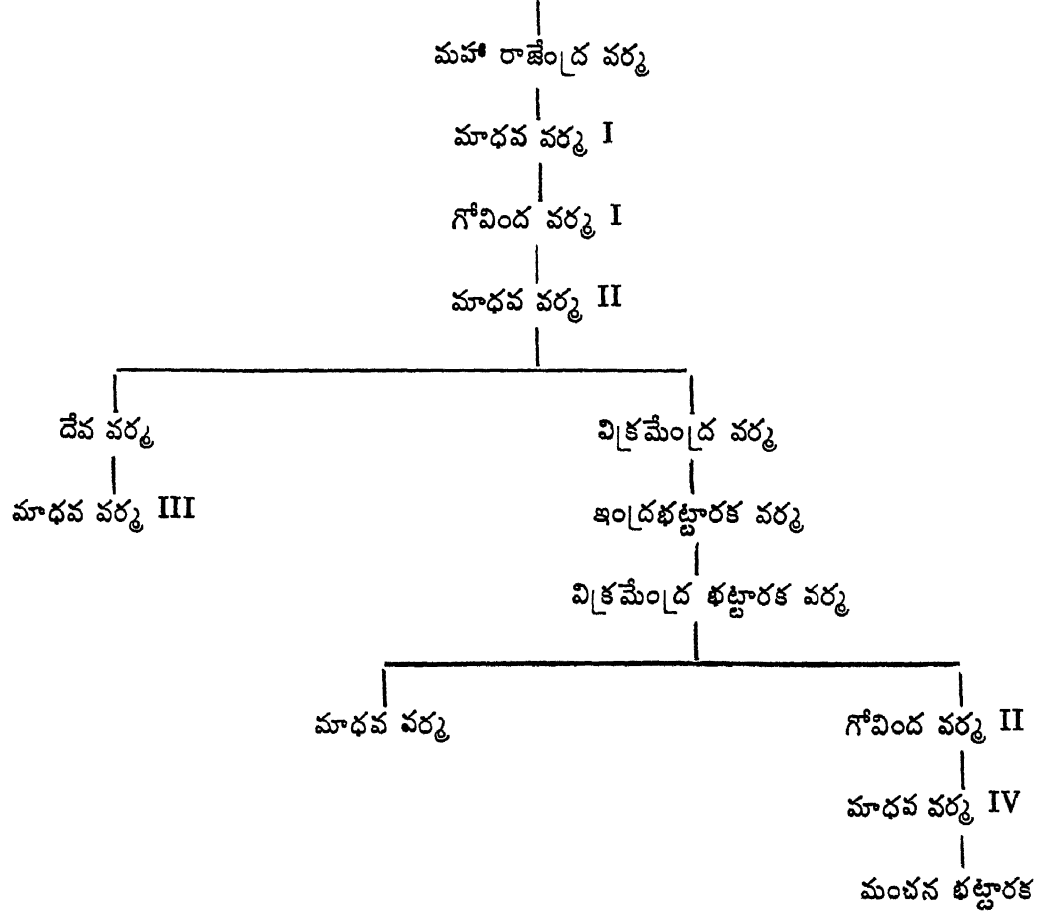 మహా రాజేంద్ర వర్మ
మాధవ వర్మ I
గోవింద వర్మ I
మాధవ వర్మ II
దేవ వర్మ
విక్రమేంద్ర వర్మ
మాధవ వర్మ III
ఇంద్రభట్టారక వర్మ
విక్రమేంద్ర భట్టారక వర్మ
మాధవ వర్మ
గోవింద వర్మ II
మాధవ వర్మ IV
మంచన భట్టారక